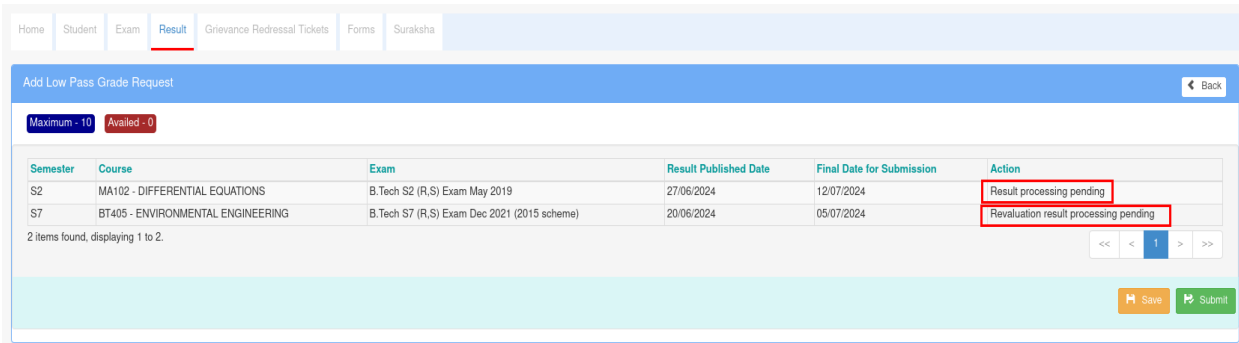 Home Student Exam Result Grievance Redressal Tickets Forms Suraksha
Add Low Pass Grade Request Back
Maximum - 10 Availed - 0
Semester Course Exam Result Published Date Final Date for Submission Action
S2 MA102 - DIFFERENTIAL EQUATIONS B.Tech S2 (R,S) Exam May 2019 27/06/2024 12/07/2024 Result processing pending
S7 BT405 - ENVIRONMENTAL ENGINEERING B.Tech S7 (R,S) Exam Dec 2021 (2015 scheme) 20/06/2024 05/07/2024 Revaluation result processing pending
2 items found, displaying 1 to 2. << < 1 > >>
Save Submit